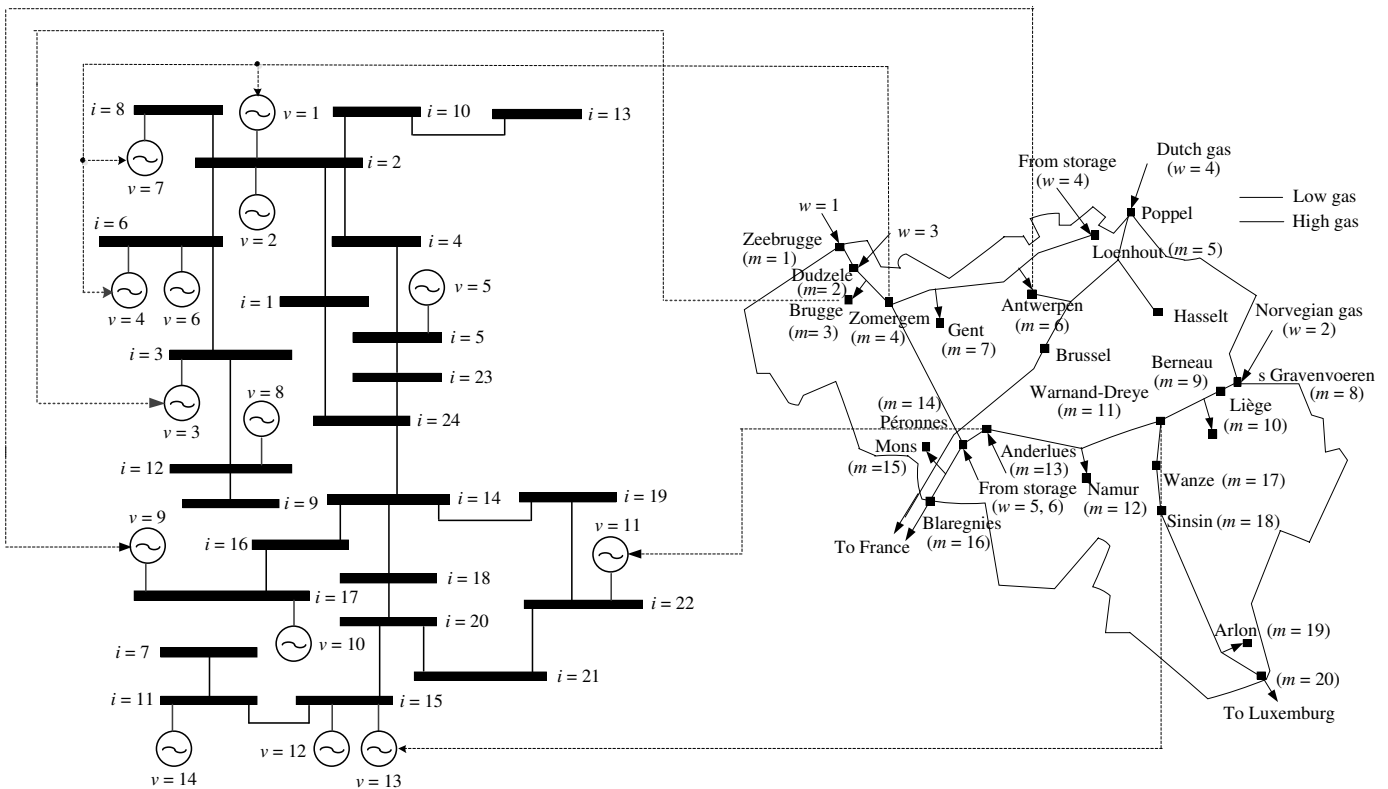 i = 8
v = 1
i = 10
i = 13
i = 2
v = 7
v = 2
i = 6
i = 4
v = 5
i = 1
v = 4
v = 6
i = 5
i = 3
i = 23
v = 8
v = 3
i = 24
i = 12
i = 9
i = 14
i = 19
v = 9
v = 11
i = 16
i = 18
i = 17
i = 22
i = 20
v = 10
i = 7
i = 21
i = 11
i = 15
v = 12
v = 14
v = 13
Dutch gas
(w = 4)
From storage
(w = 4)
Low gas
High gas
w = 1
Poppel
w = 3
Zeebrugge
(m = 1)
Loenhout (m = 5)
Dudzele
(m= 2)
Brugge
(m= 3)
Zomergem
(m = 4)
Gent
(m = 7)
Antwerpen
(m = 6)
Hasselt
Norvegian gas
(w = 2)
Brussel
Berneau
(m = 9)
s Gravenvoeren
(m = 8)
Warnand-Dreye
(m = 11)
Liège
(m = 10)
(m = 14)
Péronnes
Mons
(m =15)
Anderlues
(m =13)
From storage
(w = 5, 6)
Namur
(m = 12)
Wanze (m = 17)
Sinsin (m = 18)
Blaregnies
(m = 16)
To France
Arlon (m = 19)
(m = 20)
To Luxemburg